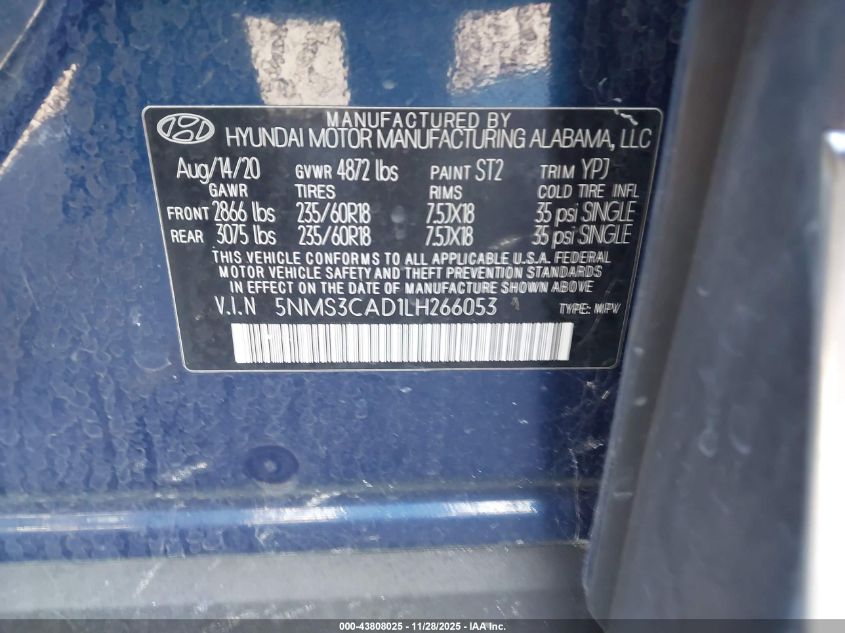 MANUFACTURED BY
HYUNDAI MOTOR MANUFACTURING ALABAMA, LLC
Aug/14/20 GVWR 4872 lbs PAINT ST2 TRIM YPJ
GAWR TIRES RIMS COLD TIRE INFL
FRONT 2866 lbs 235/60R18 7.5JX18 35 psi SINGLE
REAR 3075 lbs 235/60R18 7.5JX18 35 psi SINGLE
THIS VEHICLE CONFORMS TO ALL APPLICABLE U.S.A. FEDERAL
MOTOR VEHICLE SAFETY AND THEFT PREVENTION STANDARDS
IN EFFECT ON THE DATE OF MANUFACTURE SHOWN ABOVE.
V.I.N 5NMS3CAD1LH266053 TYPE: MPV
000-43808025 - 11/28/2025 - IAA, Inc.